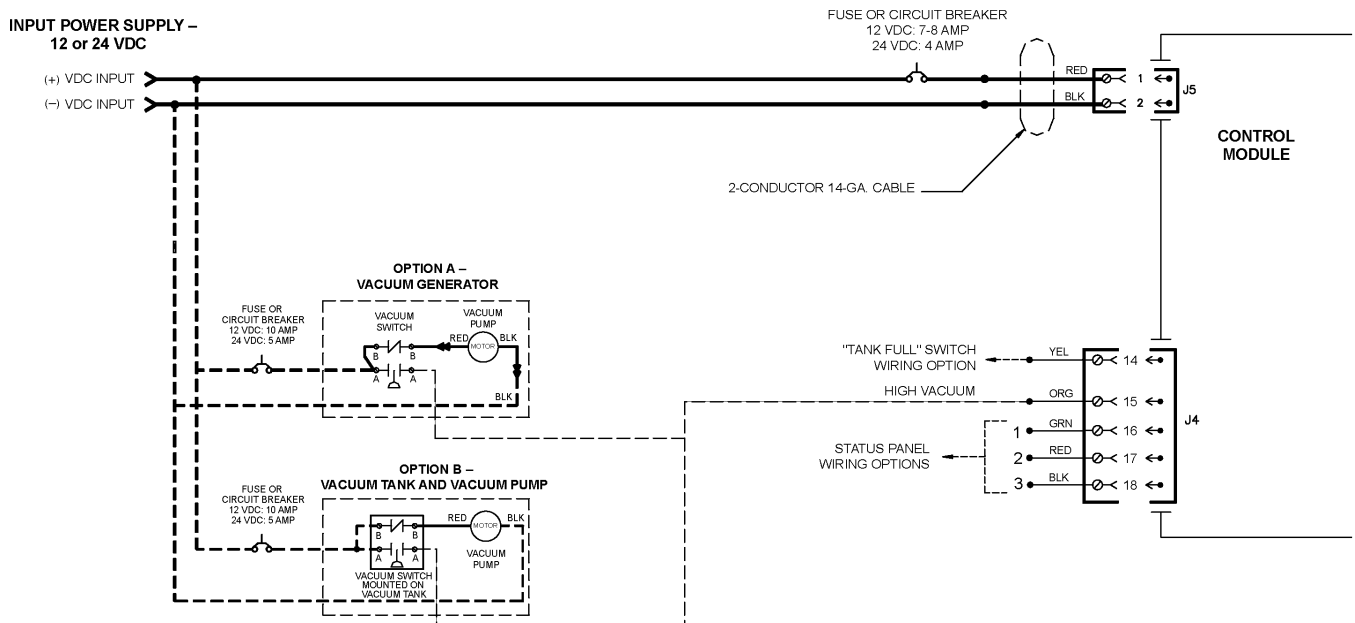 INPUT POWER SUPPLY –
12 or 24 VDC
(+) VDC INPUT
(–) VDC INPUT
FUSE OR CIRCUIT BREAKER
12 VDC: 7-8 AMP
24 VDC: 4 AMP
RED
1
BLK
2
J5
CONTROL
MODULE
2-CONDUCTOR 14-GA. CABLE
OPTION A –
VACUUM GENERATOR
FUSE OR
CIRCUIT BREAKER
12 VDC: 10 AMP
24 VDC: 5 AMP
VACUUM
SWITCH
VACUUM
PUMP
RED
MOTOR
BLK
B
B
A
A
BLK
"TANK FULL" SWITCH
WIRING OPTION
YEL
14
HIGH VACUUM
ORG
15
J4
STATUS PANEL
WIRING OPTIONS
1
GRN
16
2
RED
17
3
BLK
18
OPTION B –
VACUUM TANK AND VACUUM PUMP
FUSE OR
CIRCUIT BREAKER
12 VDC: 10 AMP
24 VDC: 5 AMP
RED
MOTOR
BLK
B
B
A
A
VACUUM
PUMP
VACUUM SWITCH
MOUNTED ON
VACUUM TANK